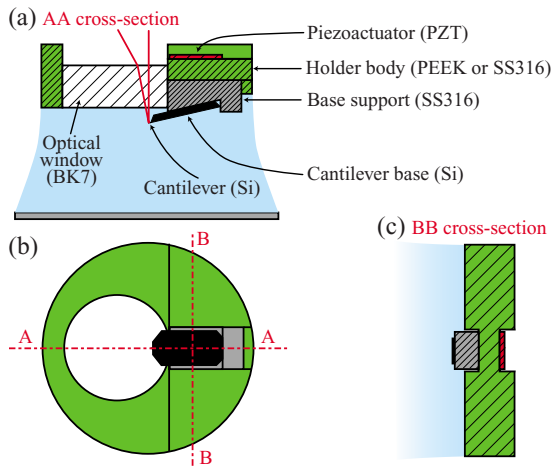 (a) AA cross-section
Piezoactuator (PZT)
Holder body (PEEK or SS316)
Base support (SS316)
Optical
window
(BK7)
Cantilever (Si)
Cantilever base (Si)
(b)
B
A
A
B
(c) BB cross-section